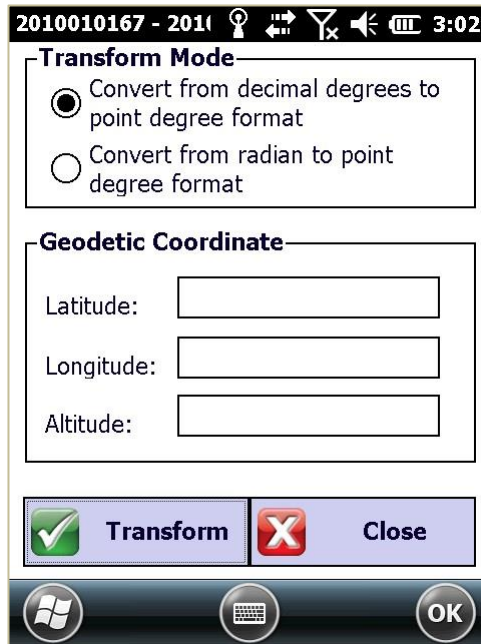 2010010167 - 201( 3:02
Transform Mode
Convert from decimal degrees to
point degree format
Convert from radian to point
degree format
Geodetic Coordinate
Latitude:
Longitude:
Altitude:
Transform Close
OK